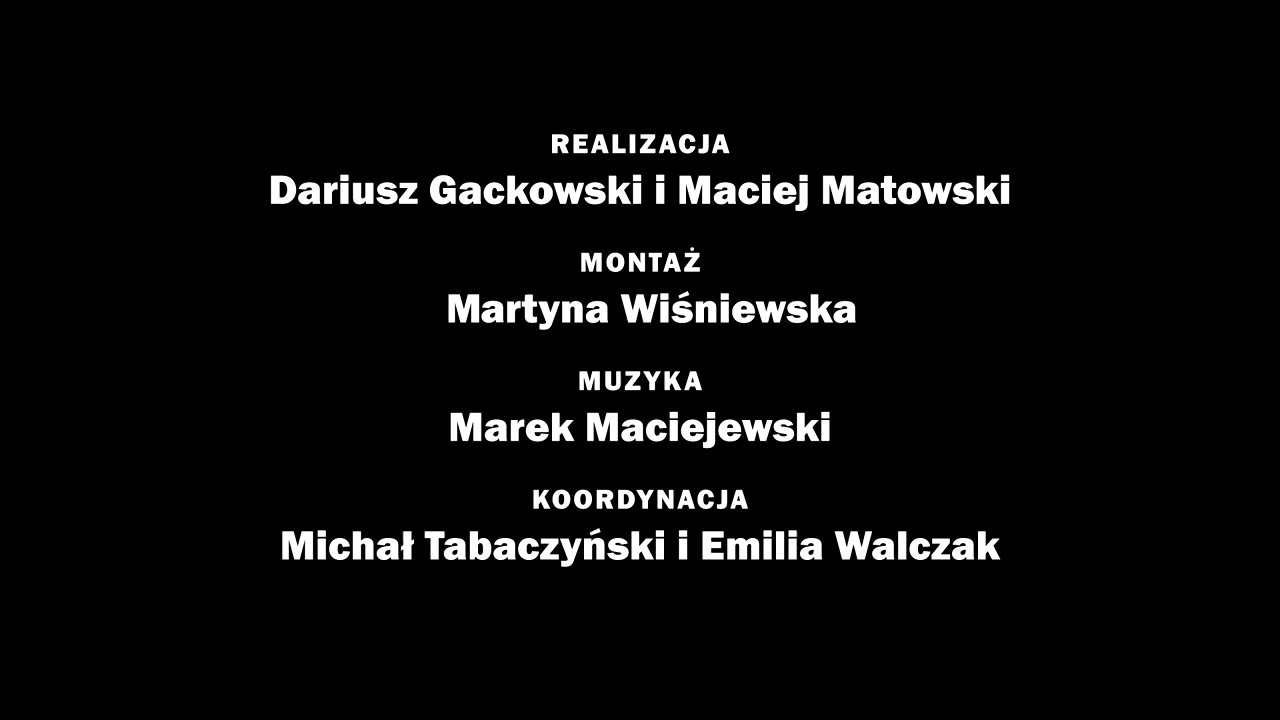 REALIZACJA
Dariusz Gackowski i Maciej Matowski
MONTAŻ
Martyna Wiśniewska
MUZYKA
Marek Maciejewski
KOORDYNACJA
Michał Tabaczyński i Emilia Walczak